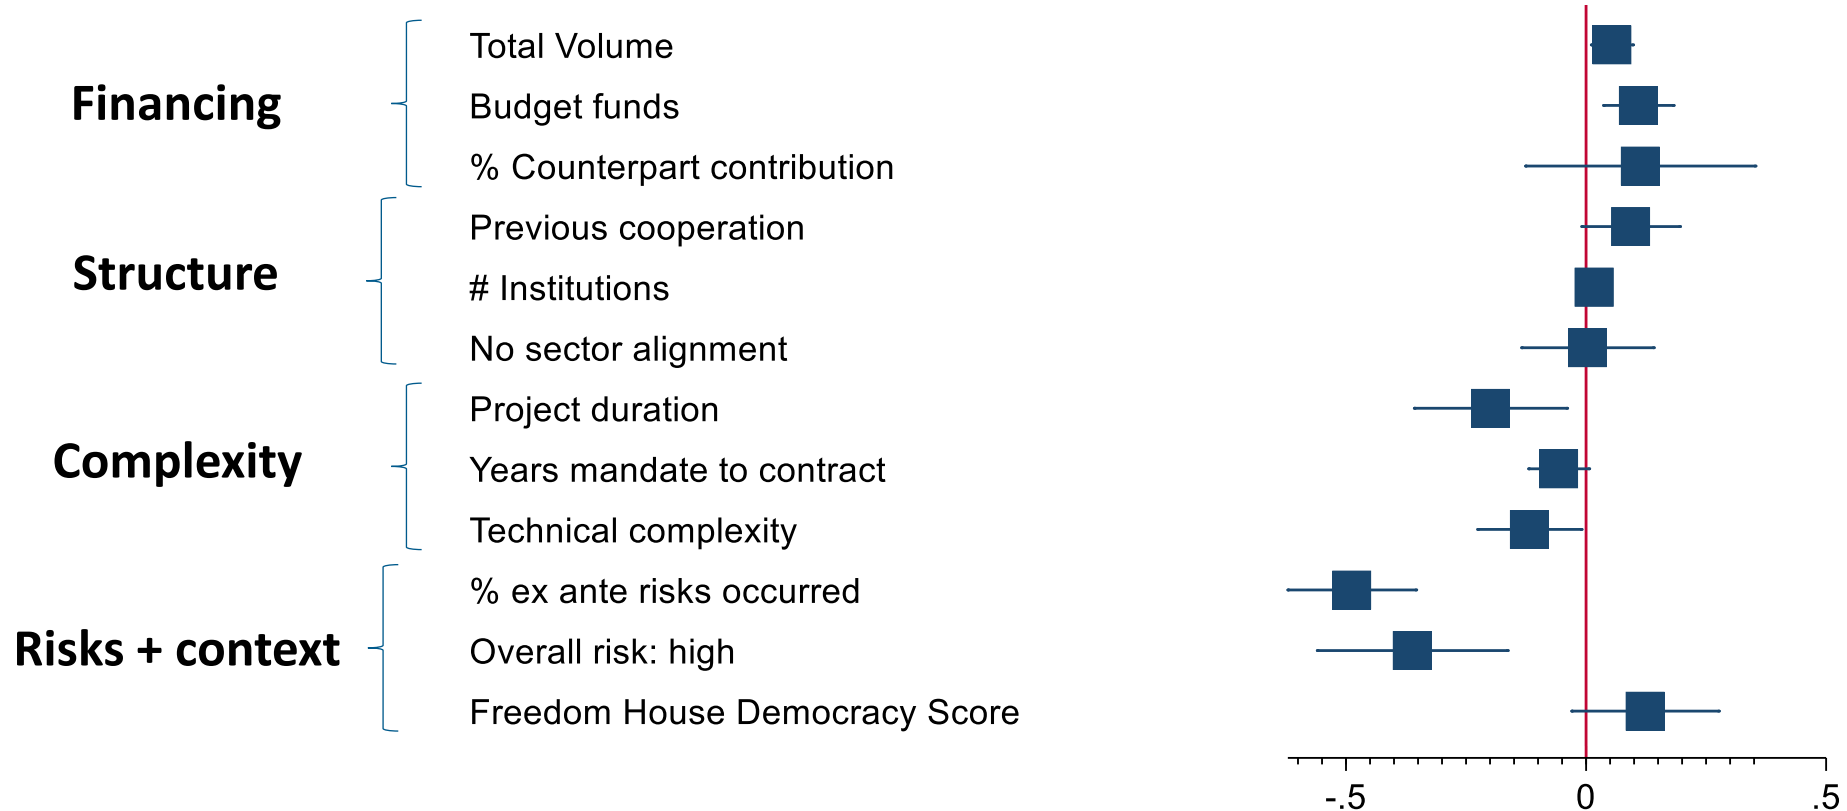 Financing
Total Volume
Budget funds
% Counterpart contribution
Structure
Previous cooperation
# Institutions
No sector alignment
Complexity
Project duration
Years mandate to contract
Technical complexity
Risks + context
% ex ante risks occurred
Overall risk: high
Freedom House Democracy Score
-.5 0 .5